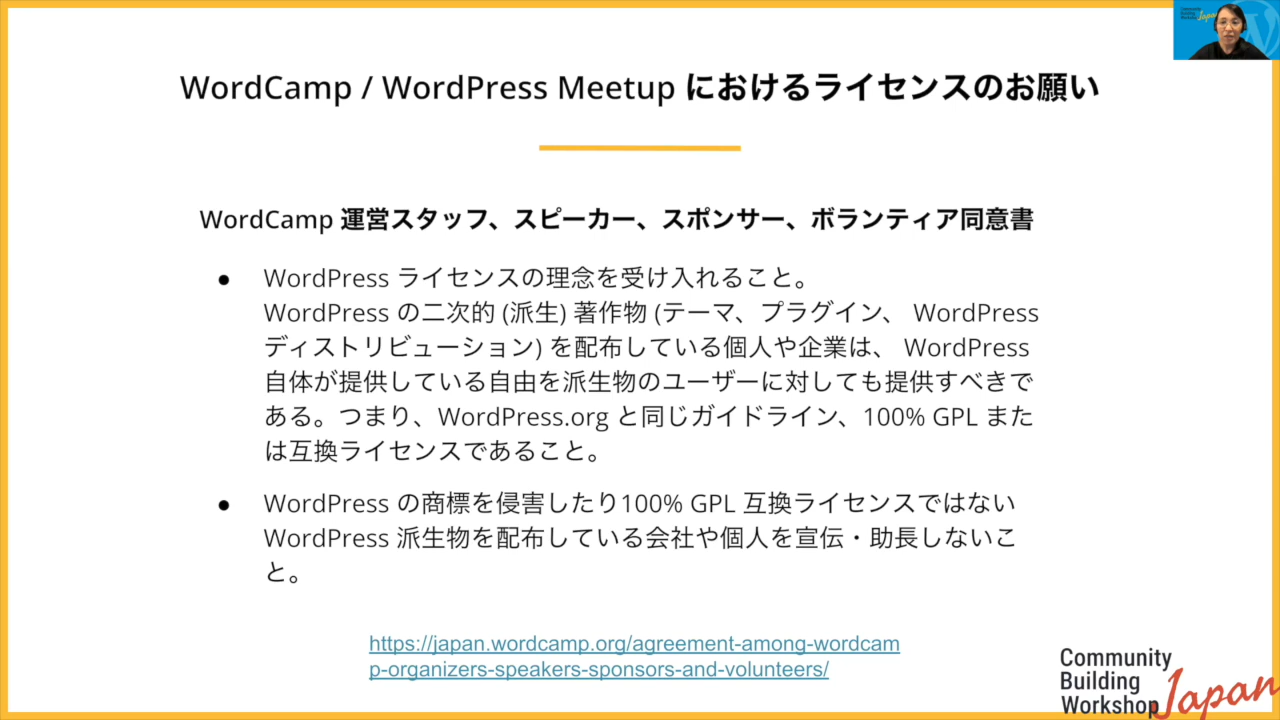 WordCamp / WordPress Meetup におけるライセンスのお願い
WordCamp 運営スタッフ、スピーカー、スポンサー、ボランティア同意書
● WordPress ライセンスの理念を受け入れること。
WordPress の二次的 (派生) 著作物 (テーマ、プラグイン、 WordPress
ディストリビューション) を配布している個人や企業は、 WordPress
自体が提供している自由を派生物のユーザーに対しても提供すべきで
ある。つまり、WordPress.org と同じガイドライン、100% GPL また
は互換ライセンスであること。
● WordPress の商標を侵害したり100% GPL 互換ライセンスではない
WordPress 派生物を配布している会社や個人を宣伝・助長しないこ
と。
https://japan.wordcamp.org/agreement-among-wordcam
p-organizers-speakers-sponsors-and-volunteers/
Community
Building
Workshop Japan
Community
Building
Workshop Japan